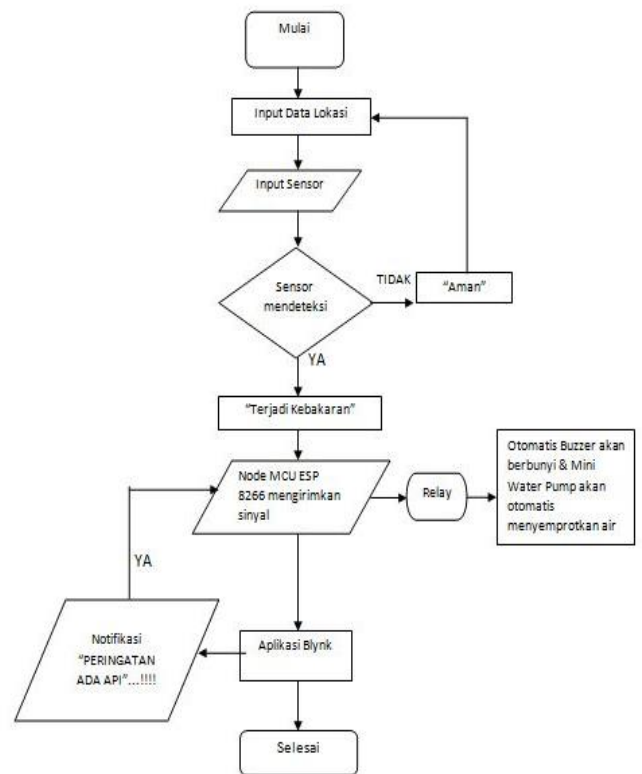 Mulai
Input Data Lokasi
Input Sensor
Sensor
mendeteksi
TIDAK
"Aman"
YA
"Terjadi Kebakaran"
Node MCU ESP
8266 mengirimkan
sinyal
Relay
Otomatis Buzzer akan
berbunyi & Mini
Water Pump akan
otomatis
menyemprotkan air
YA
Notifikasi
"PERINGATAN
ADA API"...!!!!
Aplikasi Blynk
Selesai